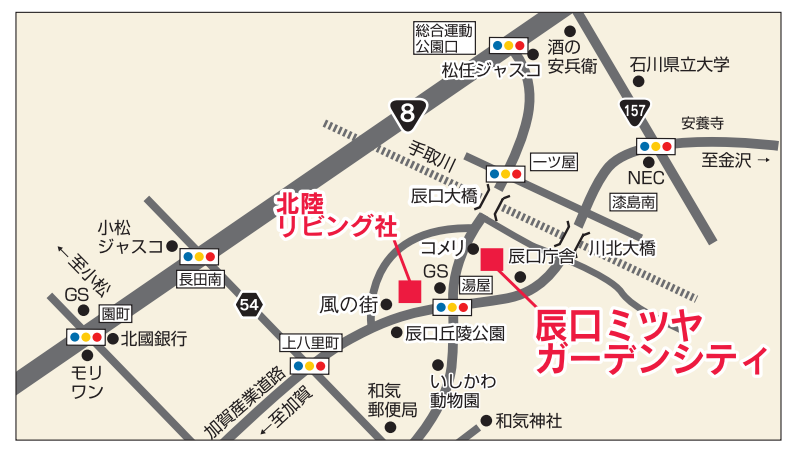 総合運動
公園口
酒の
安兵衛
松任ジャスコ
石川県立大学
8
157
安養寺
手取川
一ツ屋
至金沢→
NEC
辰口大橋
漆島南
北陸
リビング社
小松
ジャスコ
コメリ
辰口庁舎
川北大橋
←至小松
長田南
GS
湯屋
GS
園町
54
風の街
辰口ミツヤ
ガーデンシティ
北國銀行
上八里町
辰口丘陵公園
モリ
ワン
加賀産業道路
←至加賀
和気
郵便局
いしかわ
動物園
和気神社